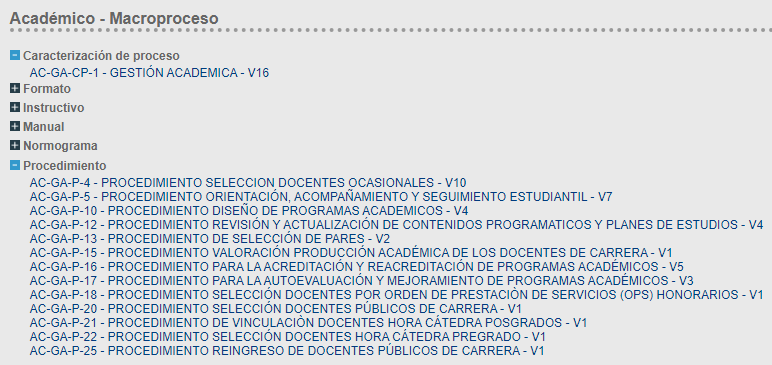 Académico - Macroproceso
Caracterización de proceso
AC-GA-CP-1 - GESTIÓN ACADEMICA - V16
Formato
Instructivo
Manual
Normograma
Procedimiento
AC-GA-P-4 - PROCEDIMIENTO SELECCION DOCENTES OCASIONALES - V10
AC-GA-P-5 - PROCEDIMIENTO ORIENTACIÓN, ACOMPAÑAMIENTO Y SEGUIMIENTO ESTUDIANTIL - V7
AC-GA-P-10 - PROCEDIMIENTO DISEÑO DE PROGRAMAS ACADEMICOS - V4
AC-GA-P-12 - PROCEDIMIENTO REVISIÓN Y ACTUALIZACIÓN DE CONTENIDOS PROGRAMATICOS Y PLANES DE ESTUDIOS - V4
AC-GA-P-13 - PROCEDIMIENTO DE SELECCIÓN DE PARES - V2
AC-GA-P-15 - PROCEDIMIENTO VALORACIÓN PRODUCCIÓN ACADÉMICA DE LOS DOCENTES DE CARRERA - V1
AC-GA-P-16 - PROCEDIMIENTO PARA LA ACREDITACIÓN Y REACREDITACIÓN DE PROGRAMAS ACADÉMICOS - V5
AC-GA-P-17 - PROCEDIMIENTO PARA LA AUTOEVALUACIÓN Y MEJORAMIENTO DE PROGRAMAS ACADÉMICOS - V3
AC-GA-P-18 - PROCEDIMIENTO SELECCIÓN DOCENTES POR ORDEN DE PRESTACIÒN DE SERVICIOS (OPS) HONORARIOS - V1
AC-GA-P-20 - PROCEDIMIENTO SELECCIÓN DOCENTES PÚBLICOS DE CARRERA - V1
AC-GA-P-21 - PROCEDIMIENTO DE VINCULACIÒN DOCENTES HORA CÁTEDRA POSGRADOS - V1
AC-GA-P-22 - PROCEDIMIENTO SELECCIÓN DOCENTES HORA CÁTEDRA PREGRADO - V1
AC-GA-P-25 - PROCEDIMIENTO REINGRESO DE DOCENTES PÚBLICOS DE CARRERA - V1